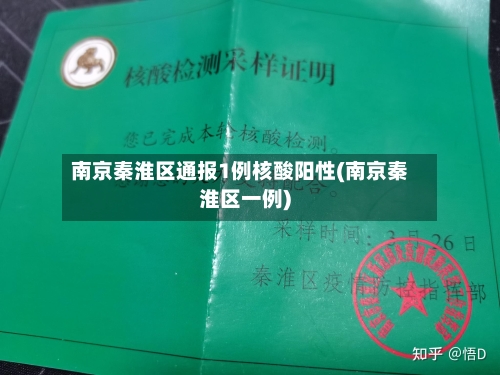 核酸检测采样证明
您已完成本轮核酸检测。
南京秦淮区通报1例核酸阳性(南京秦
淮区一例)
配合。
采样时间：3月26日
秦淮区疫情防控指挥部
知乎 @悟D